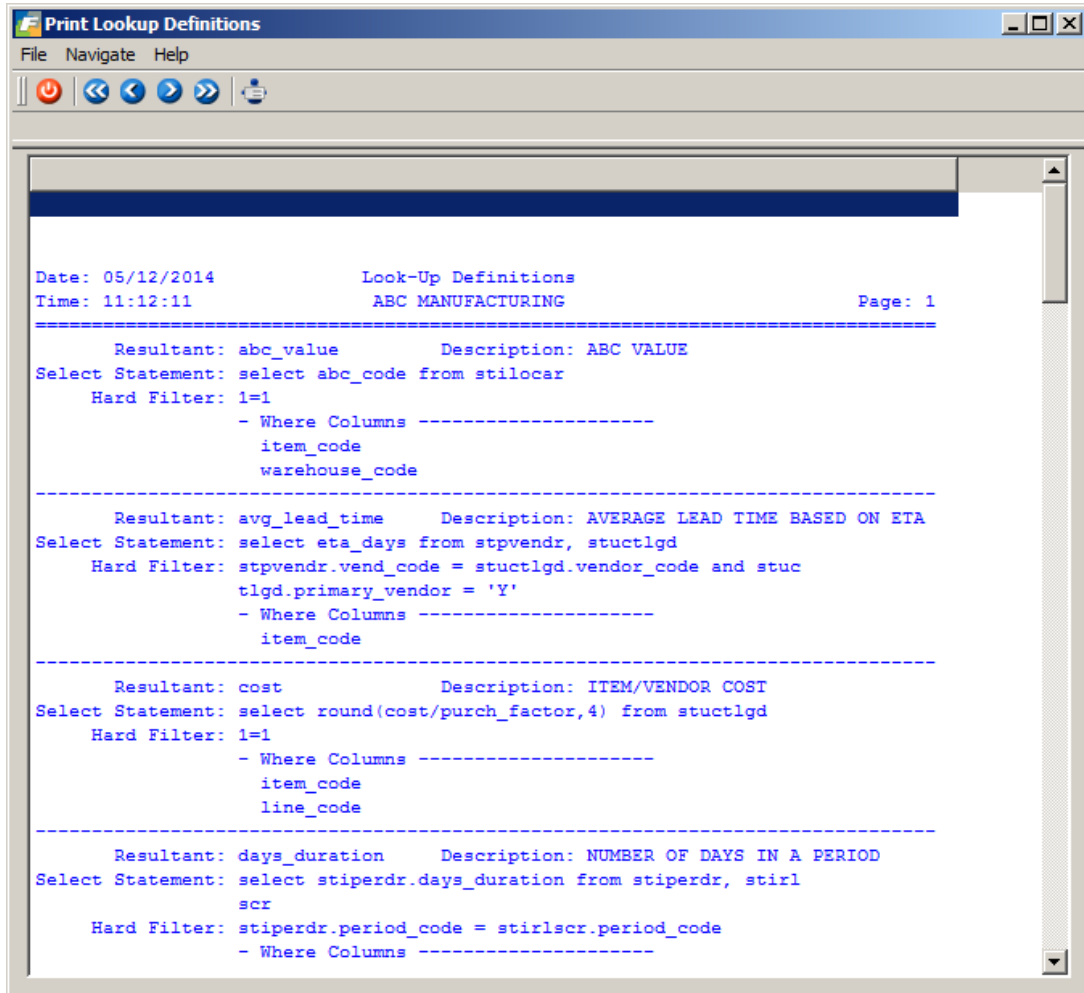 Print Lookup Definitions
File Navigate Help
Date: 05/12/2014 Look-Up Definitions
Time: 11:12:11 ABC MANUFACTURING Page: 1
================================================================================
Resultant: abc_value Description: ABC VALUE
Select Statement: select abc_code from stilocar
Hard Filter: 1=1
- Where Columns ---------------------
item_code
warehouse_code
--------------------------------------------------------------------------------
Resultant: avg_lead_time Description: AVERAGE LEAD TIME BASED ON ETA
Select Statement: select eta_days from stpvendr, stuctlgd
Hard Filter: stpvendr.vend_code = stuctlgd.vendor_code and stuc
tlgd.primary_vendor = 'Y'
- Where Columns ---------------------
item_code
--------------------------------------------------------------------------------
Resultant: cost Description: ITEM/VENDOR COST
Select Statement: select round(cost/purch_factor,4) from stuctlgd
Hard Filter: 1=1
- Where Columns ---------------------
item_code
line_code
--------------------------------------------------------------------------------
Resultant: days_duration Description: NUMBER OF DAYS IN A PERIOD
Select Statement: select stiperdr.days_duration from stiperdr, stirl
scr
Hard Filter: stiperdr.period_code = stirlscr.period_code
- Where Columns ---------------------